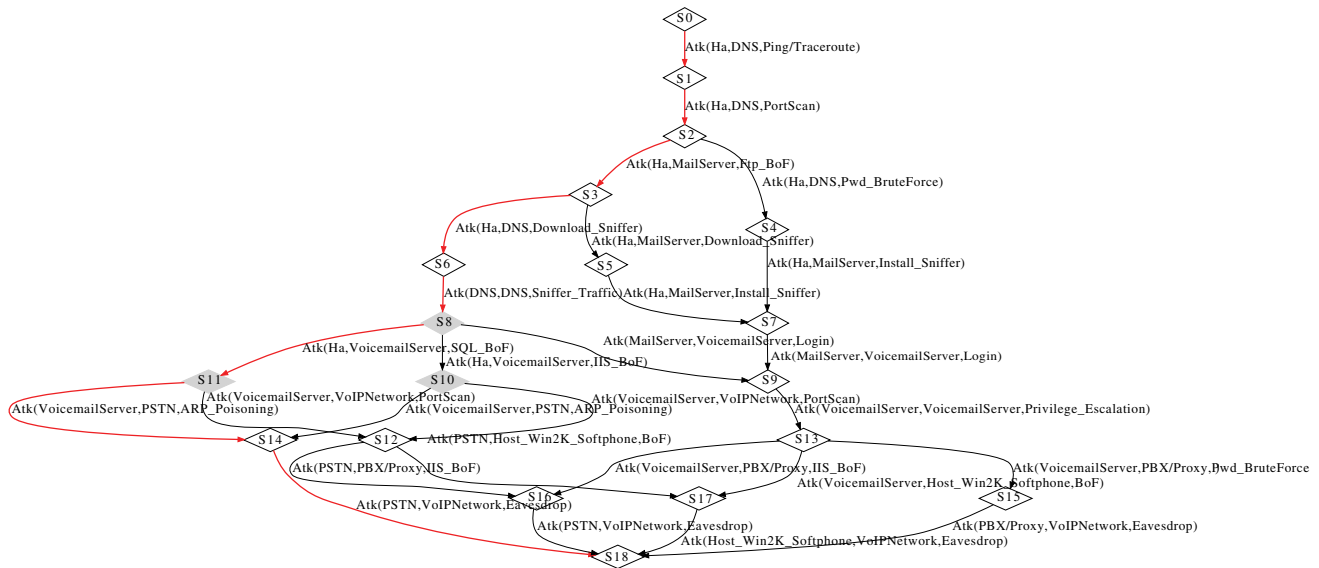 S0
Atk(Ha,DNS,Ping/Traceroute)
S1
Atk(Ha,DNS,PortScan)
S2
Atk(Ha,MailServer,Ftp_BoF)
Atk(Ha,DNS,Pwd_BruteForce)
S3
Atk(Ha,DNS,Download_Sniffer)
S4
Atk(Ha,MailServer,Download_Sniffer)
S6
S5
Atk(Ha,MailServer,Install_Sniffer)
Atk(DNS,DNS,Sniffer_Traffic)
Atk(Ha,MailServer,Install_Sniffer)
S8
S7
Atk(Ha,VoicemailServer,SQL_BoF)
Atk(MailServer,VoicemailServer,Login)
Atk(Ha,VoicemailServer,IIS_BoF)
Atk(MailServer,VoicemailServer,Login)
S11
S10
S9
Atk(VoicemailServer,PSTN,ARP_Poisoning)
Atk(VoicemailServer,VoIPNetwork,PortScan)
Atk(VoicemailServer,PSTN,ARP_Poisoning)
Atk(VoicemailServer,VoIPNetwork,PortScan)
Atk(VoicemailServer,VoicemailServer,Privilege_Escalation)
S14
S12
Atk(PSTN,Host_Win2K_Softphone,BoF)
S13
Atk(PSTN,PBX/Proxy,IIS_BoF)
Atk(VoicemailServer,PBX/Proxy,IIS_BoF)
Atk(VoicemailServer,PBX/Proxy,Pwd_BruteForce
Atk(VoicemailServer,Host_Win2K_Softphone,BoF)
S16
S17
S15
Atk(PSTN,VoIPNetwork,Eavesdrop)
Atk(PSTN,VoIPNetwork,Eavesdrop)
Atk(PBX/Proxy,VoIPNetwork,Eavesdrop)
Atk(Host_Win2K_Softphone,VoIPNetwork,Eavesdrop)
S18